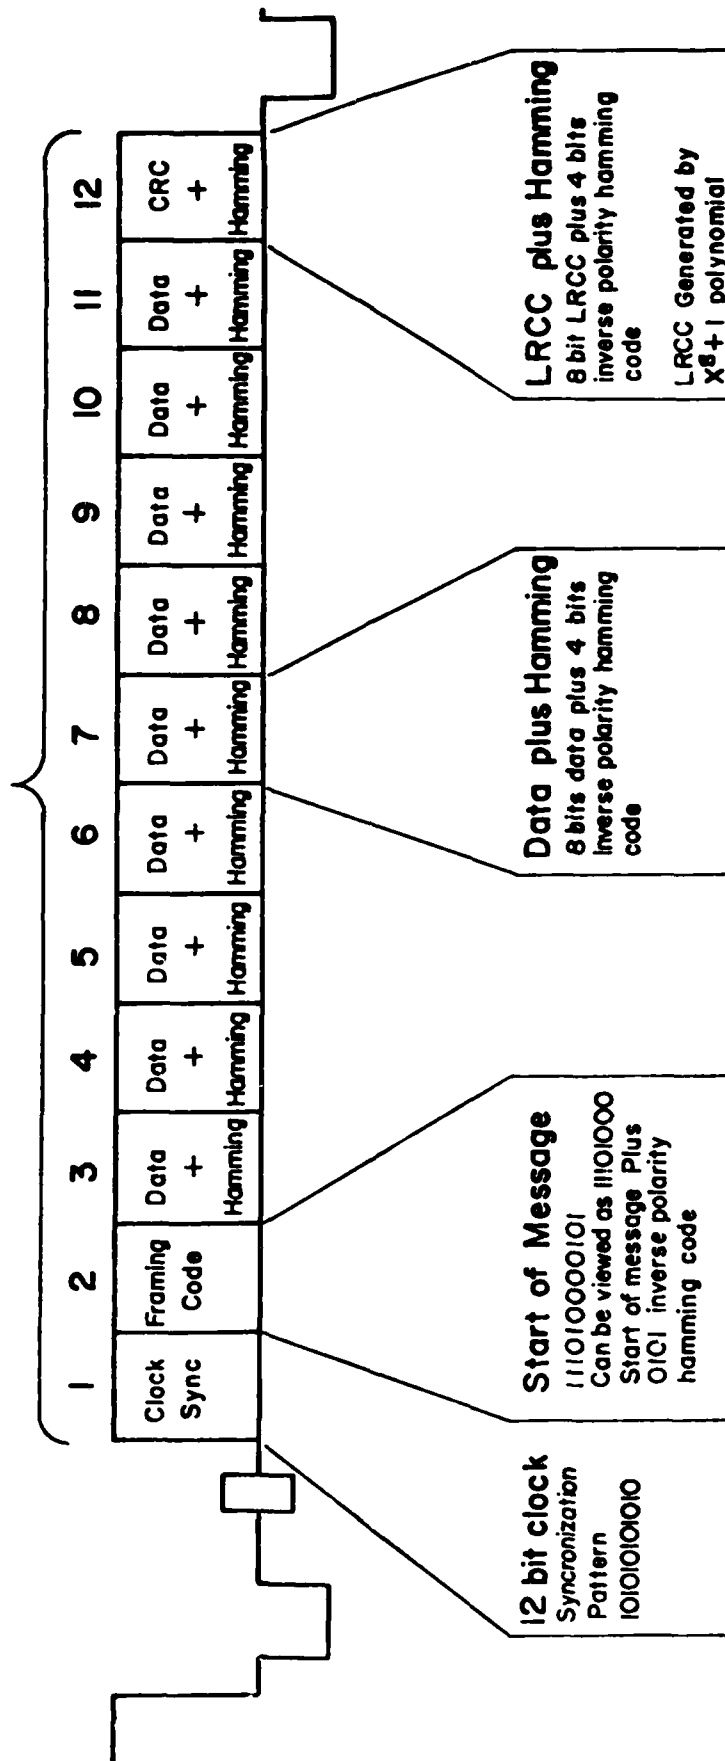 1 2 3 4 5 6 7 8 9 10 11 12
Clock
Sync
Framing
Code
Data
+
Hamming
Data
+
Hamming
Data
+
Hamming
Data
+
Hamming
Data
+
Hamming
Data
+
Hamming
Data
+
Hamming
Data
+
Hamming
Data
+
Hamming
CRC
+
Hamming
12 bit clock
Syncronization
Pattern
101010101010
Start of Message
111010000101
Can be viewed as 11101000
Start of message Plus
0101 inverse polarity
hamming code
Data plus Hamming
8 bits data plus 4 bits
inverse polarity hamming
code
LRCC plus Hamming
8 bit LRCC plus 4 bits
inverse polarity hamming
code
LRCC Generated by
X⁸+1 polynomial